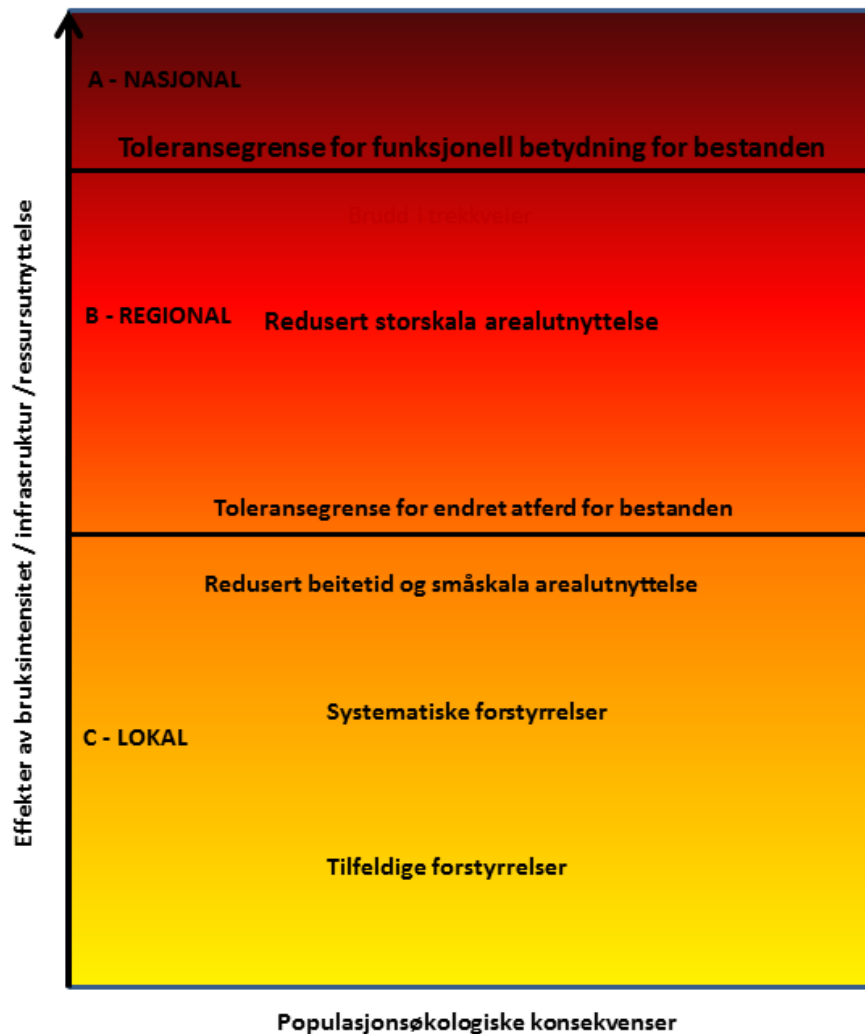 A - NASJONAL
Toleransegrense for funksjonell betydning for bestanden
Brudd i trekkveier
B - REGIONAL
Redusert storskala arealutnyttelse
Toleransegrense for endret atferd for bestanden
Redusert beitetid og småskala arealutnyttelse
Systematiske forstyrrelser
C - LOKAL
Tilfeldige forstyrrelser
Effekter av bruksintensitet / infrastruktur /ressursutnyttelse
Populasjonsøkologiske konsekvenser